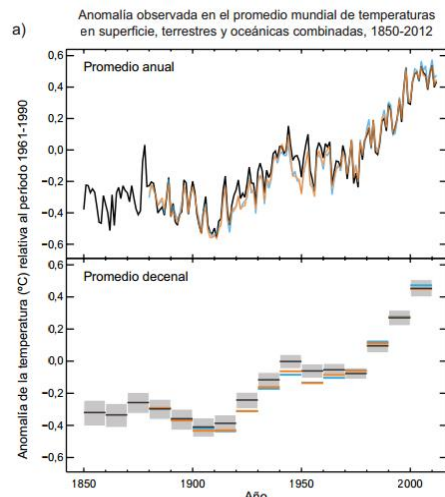 Anomalía observada en el promedio mundial de temperaturas
en superficie, terrestres y oceánicas combinadas, 1850-2012
a)
Anomalía de la temperatura (ºC) relativa al período 1961-1990
Promedio anual
0,6
0,4
0,2
0,0
−0,2
−0,4
−0,6
Promedio decenal
0,6
0,4
0,2
0,0
−0,2
−0,4
−0,6
1850
1900
1950
2000
Año